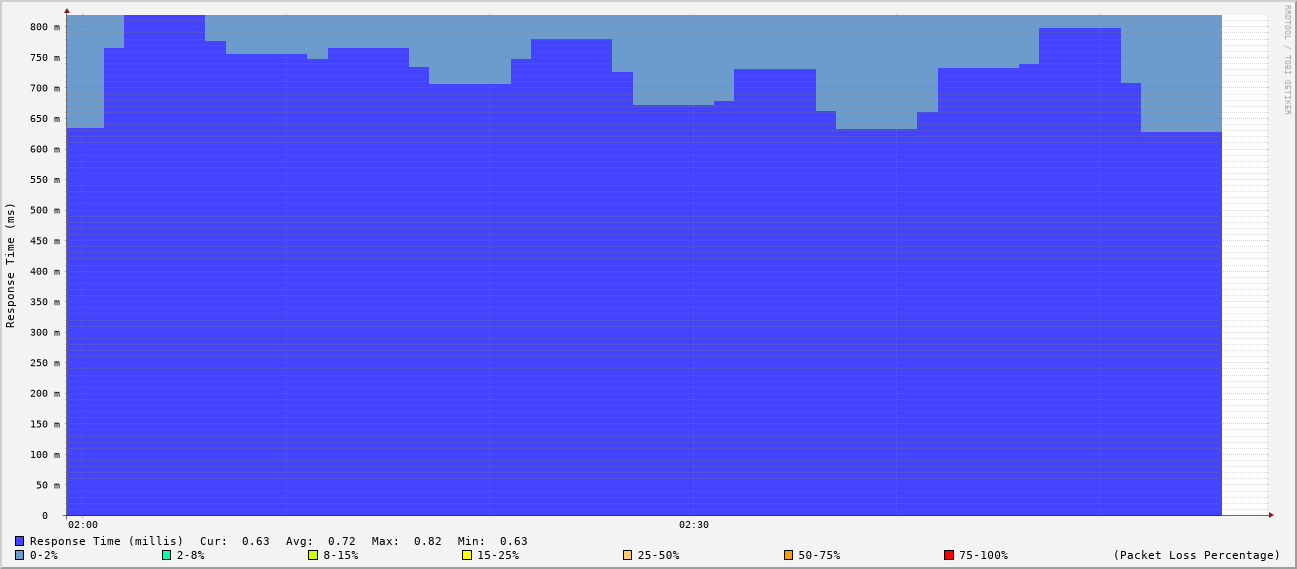 RRDTOOL / TOBI OETIKER
Response Time (ms)
800 m
750 m
700 m
650 m
600 m
550 m
500 m
450 m
400 m
350 m
300 m
250 m
200 m
150 m
100 m
50 m
0
02:00 02:30
Response Time (millis) Cur: 0.63 Avg: 0.72 Max: 0.82 Min: 0.63
0-2% 2-8% 8-15% 15-25% 25-50% 50-75% 75-100% (Packet Loss Percentage)